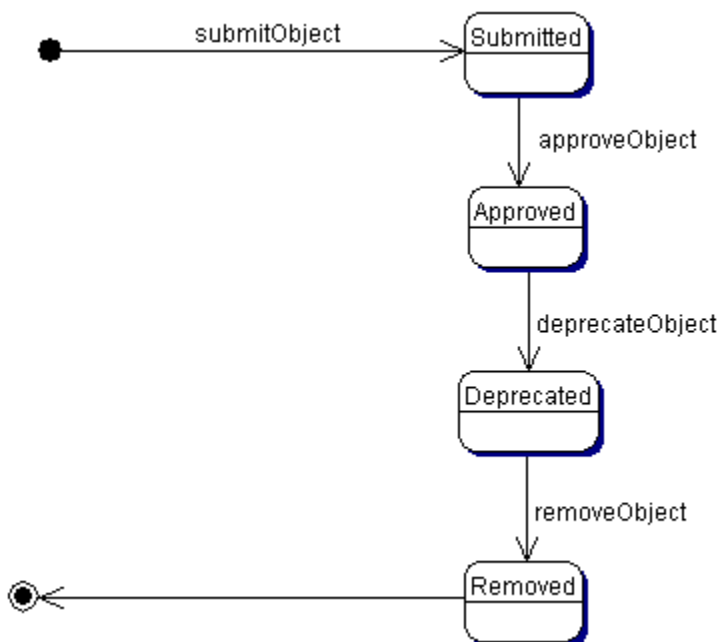 submitObject
Submitted
approveObject
Approved
deprecateObject
Deprecated
removeObject
Removed